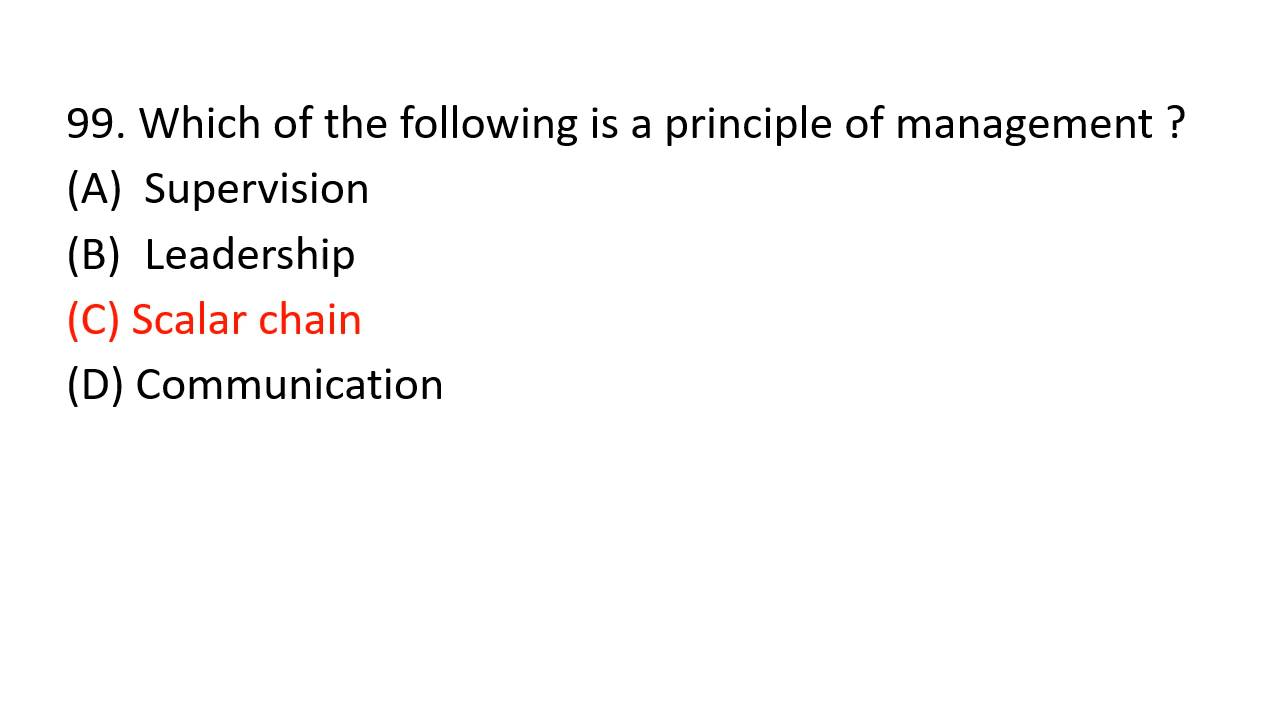 99. Which of the following is a principle of management ?
(A) Supervision
(B) Leadership
(C) Scalar chain
(D) Communication